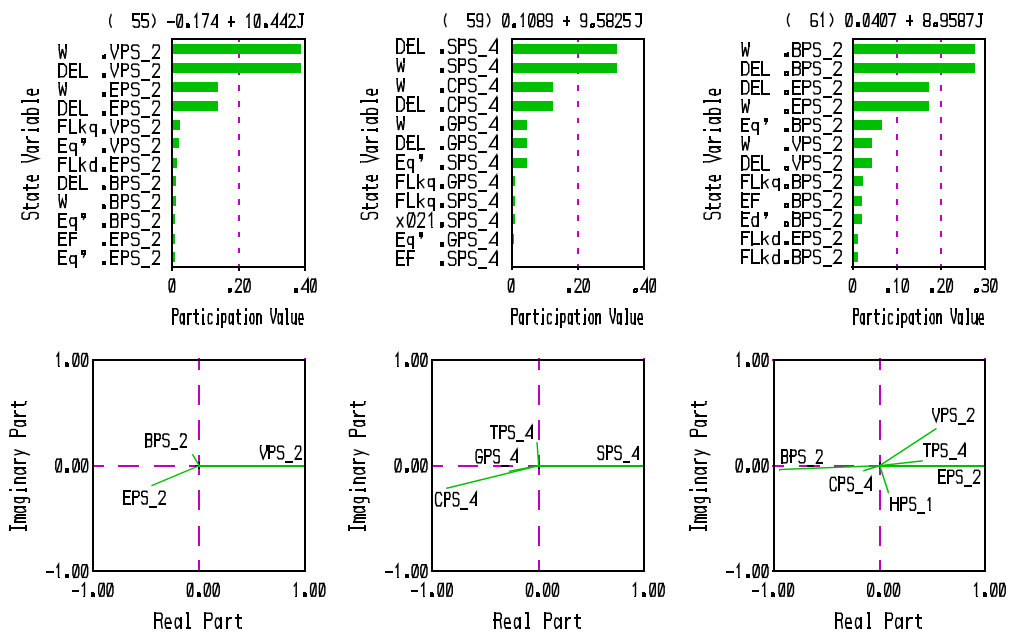 ( 55) -0.174 + 10.442J
State Variable
W .VPS_2
DEL .VPS_2
W .EPS_2
DEL .EPS_2
FLkq.VPS_2
Eq' .VPS_2
FLkd.EPS_2
DEL .BPS_2
W .BPS_2
Eq' .BPS_2
EF .EPS_2
Eq' .EPS_2
0 .20 .40
Participation Value
( 59) 0.1089 + 9.5825J
State Variable
DEL .SPS_4
W .SPS_4
W .CPS_4
DEL .CPS_4
W .GPS_4
DEL .GPS_4
Eq' .SPS_4
FLkq.GPS_4
FLkq.SPS_4
x021.SPS_4
Eq' .GPS_4
EF .SPS_4
0 .20 .40
Participation Value
( 61) 0.0407 + 8.9587J
State Variable
W .BPS_2
DEL .BPS_2
DEL .EPS_2
W .EPS_2
Eq' .BPS_2
W .VPS_2
DEL .VPS_2
FLkq.BPS_2
EF .BPS_2
Ed' .BPS_2
FLkd.EPS_2
FLkd.BPS_2
0 .10 .20 .30
Participation Value
Imaginary Part
1.00
0.00
-1.00
BPS_2
VPS_2
EPS_2
-1.00 0.00 1.00
Real Part
Imaginary Part
1.00
0.00
-1.00
TPS_4
GPS_4
SPS_4
CPS_4
-1.00 0.00 1.00
Real Part
Imaginary Part
1.00
0.00
-1.00
VPS_2
BPS_2
TPS_4
CPS_4
EPS_2
HPS_1
-1.00 0.00 1.00
Real Part